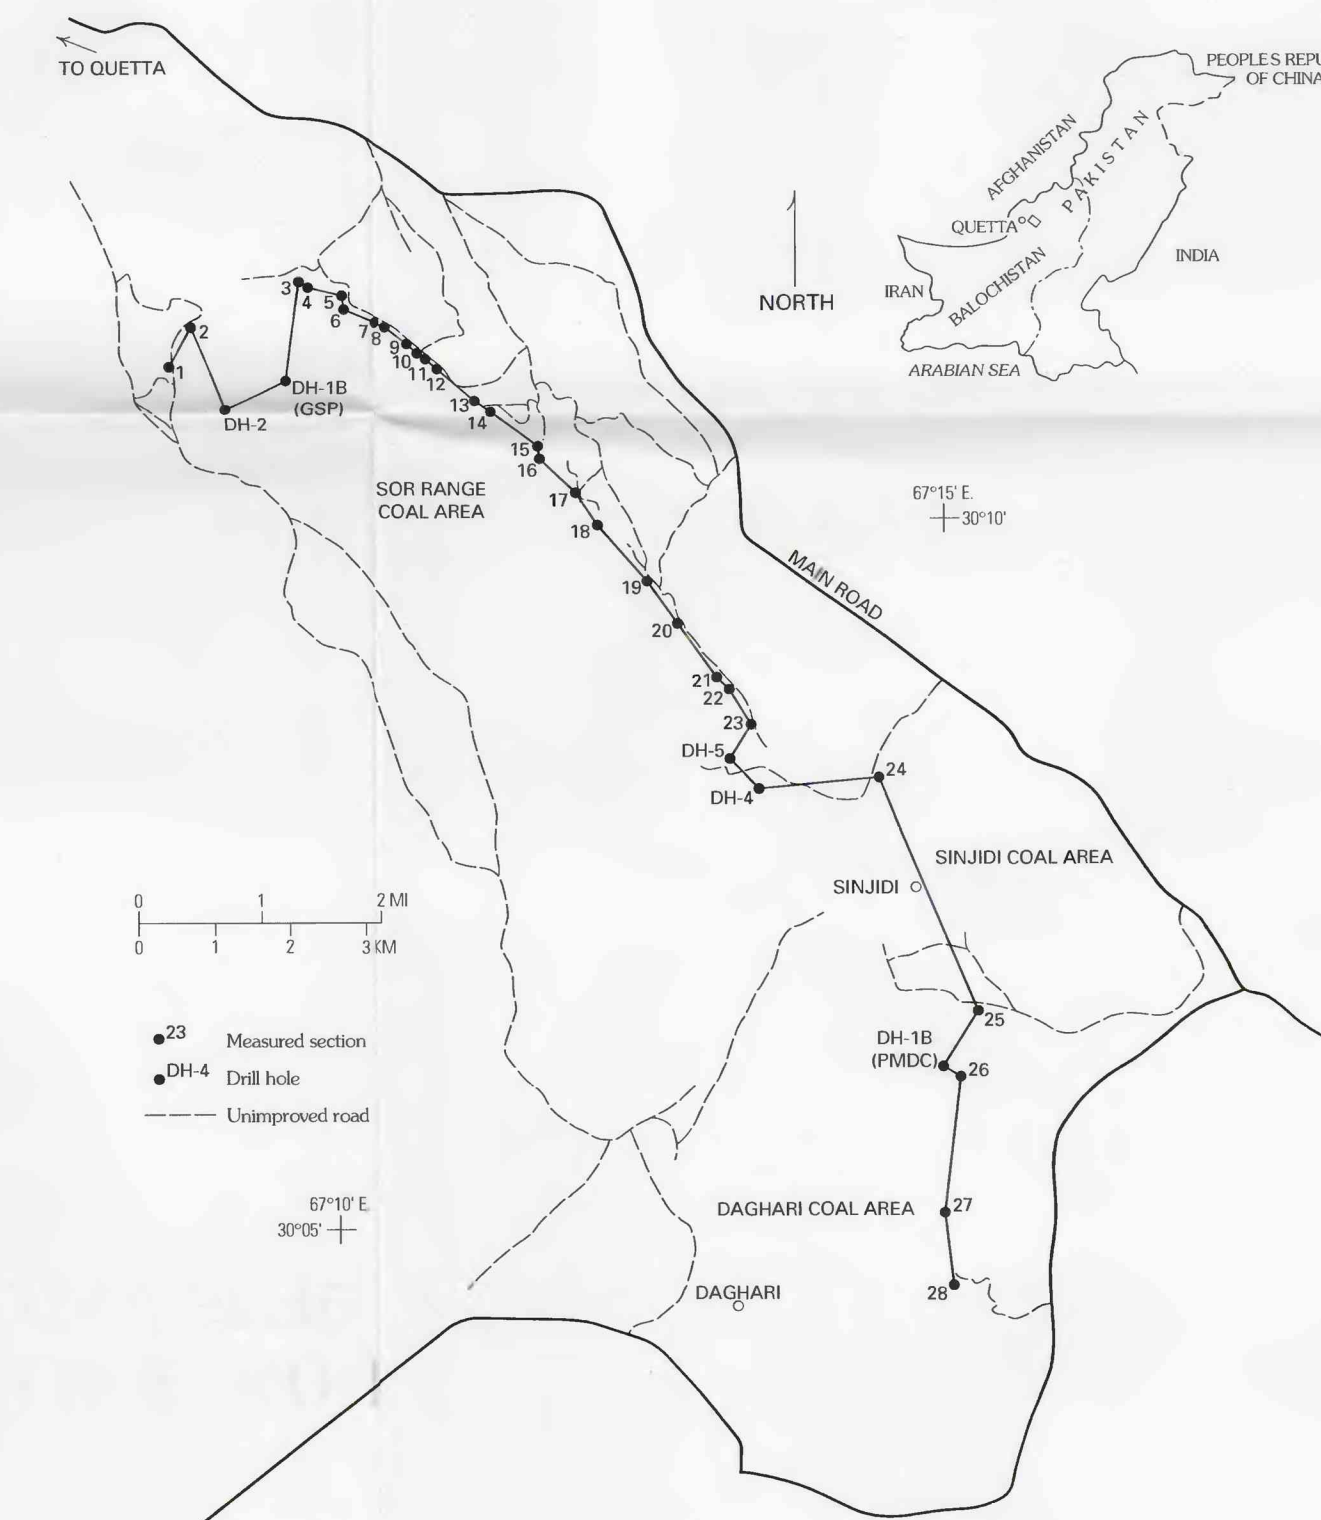 TO QUETTA
PEOPLES REPU
OF CHINA
AFGHANISTAN
PAKISTAN
QUETTA
INDIA
IRAN
BALOCHISTAN
ARABIAN SEA
NORTH
1
2
DH-2
DH-1B
(GSP)
3
4
5
6
7
8
9
10
11
12
13
14
15
16
17
18
19
20
21
22
23
DH-5
DH-4
24
SOR RANGE
COAL AREA
67°15' E.
30°10'
MAIN ROAD
SINJIDI COAL AREA
SINJIDI
0 1 2 MI
0 1 2 3 KM
25
DH-1B
(PMDC)
26
23 Measured section
DH-4 Drill hole
Unimproved road
67°10' E.
30°05'
DAGHARI COAL AREA
27
28
DAGHARI